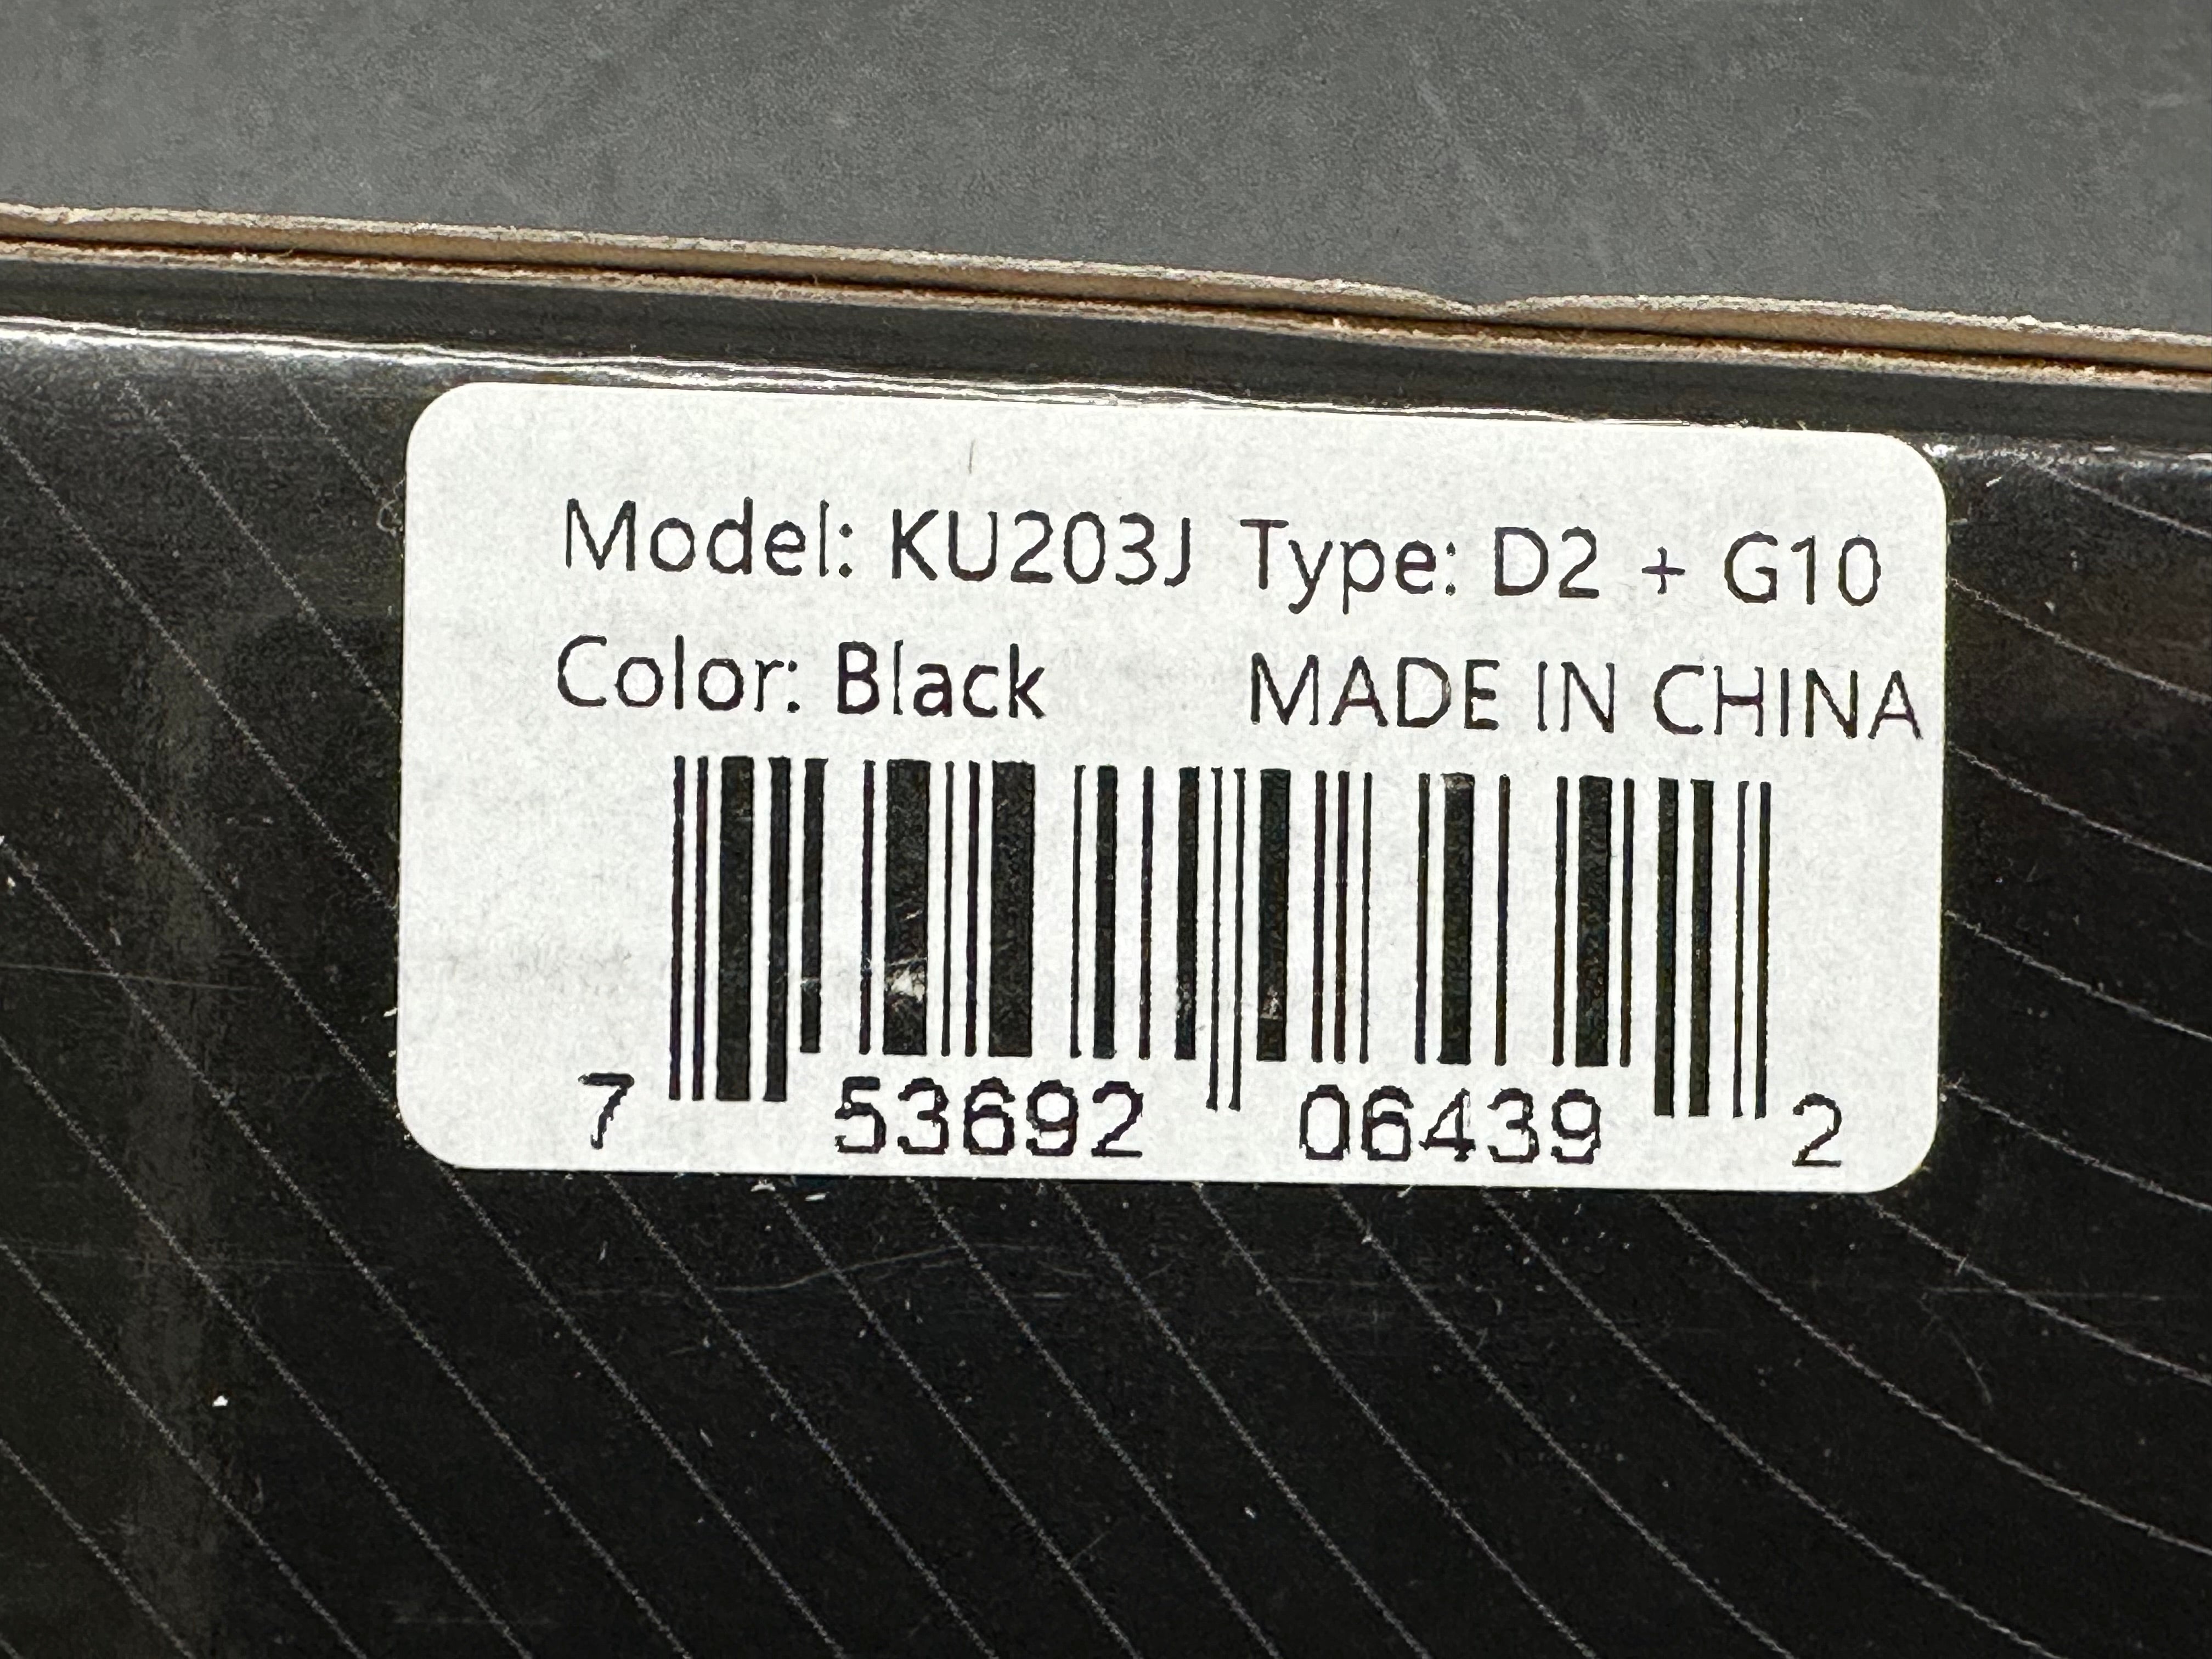 Model: KU203J Type: D2 + G10
Color: Black MADE IN CHINA
7 53692 06439 2